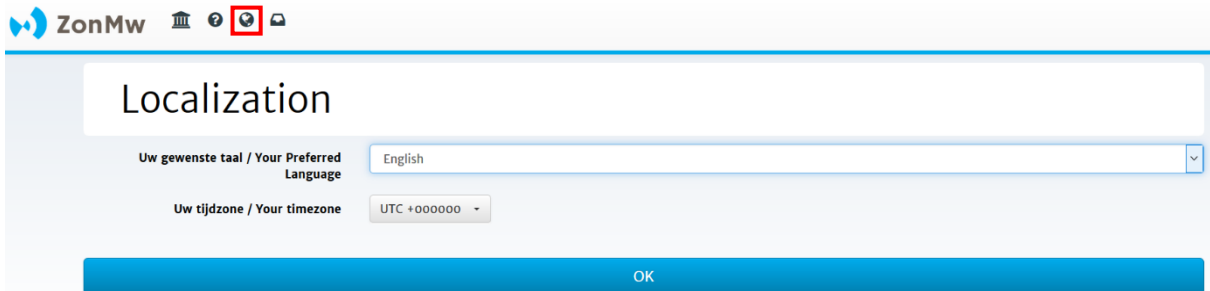 ZonMw
Localization
Uw gewenste taal / Your Preferred
Language
English
Uw tijdzone / Your timezone
UTC +000000
OK